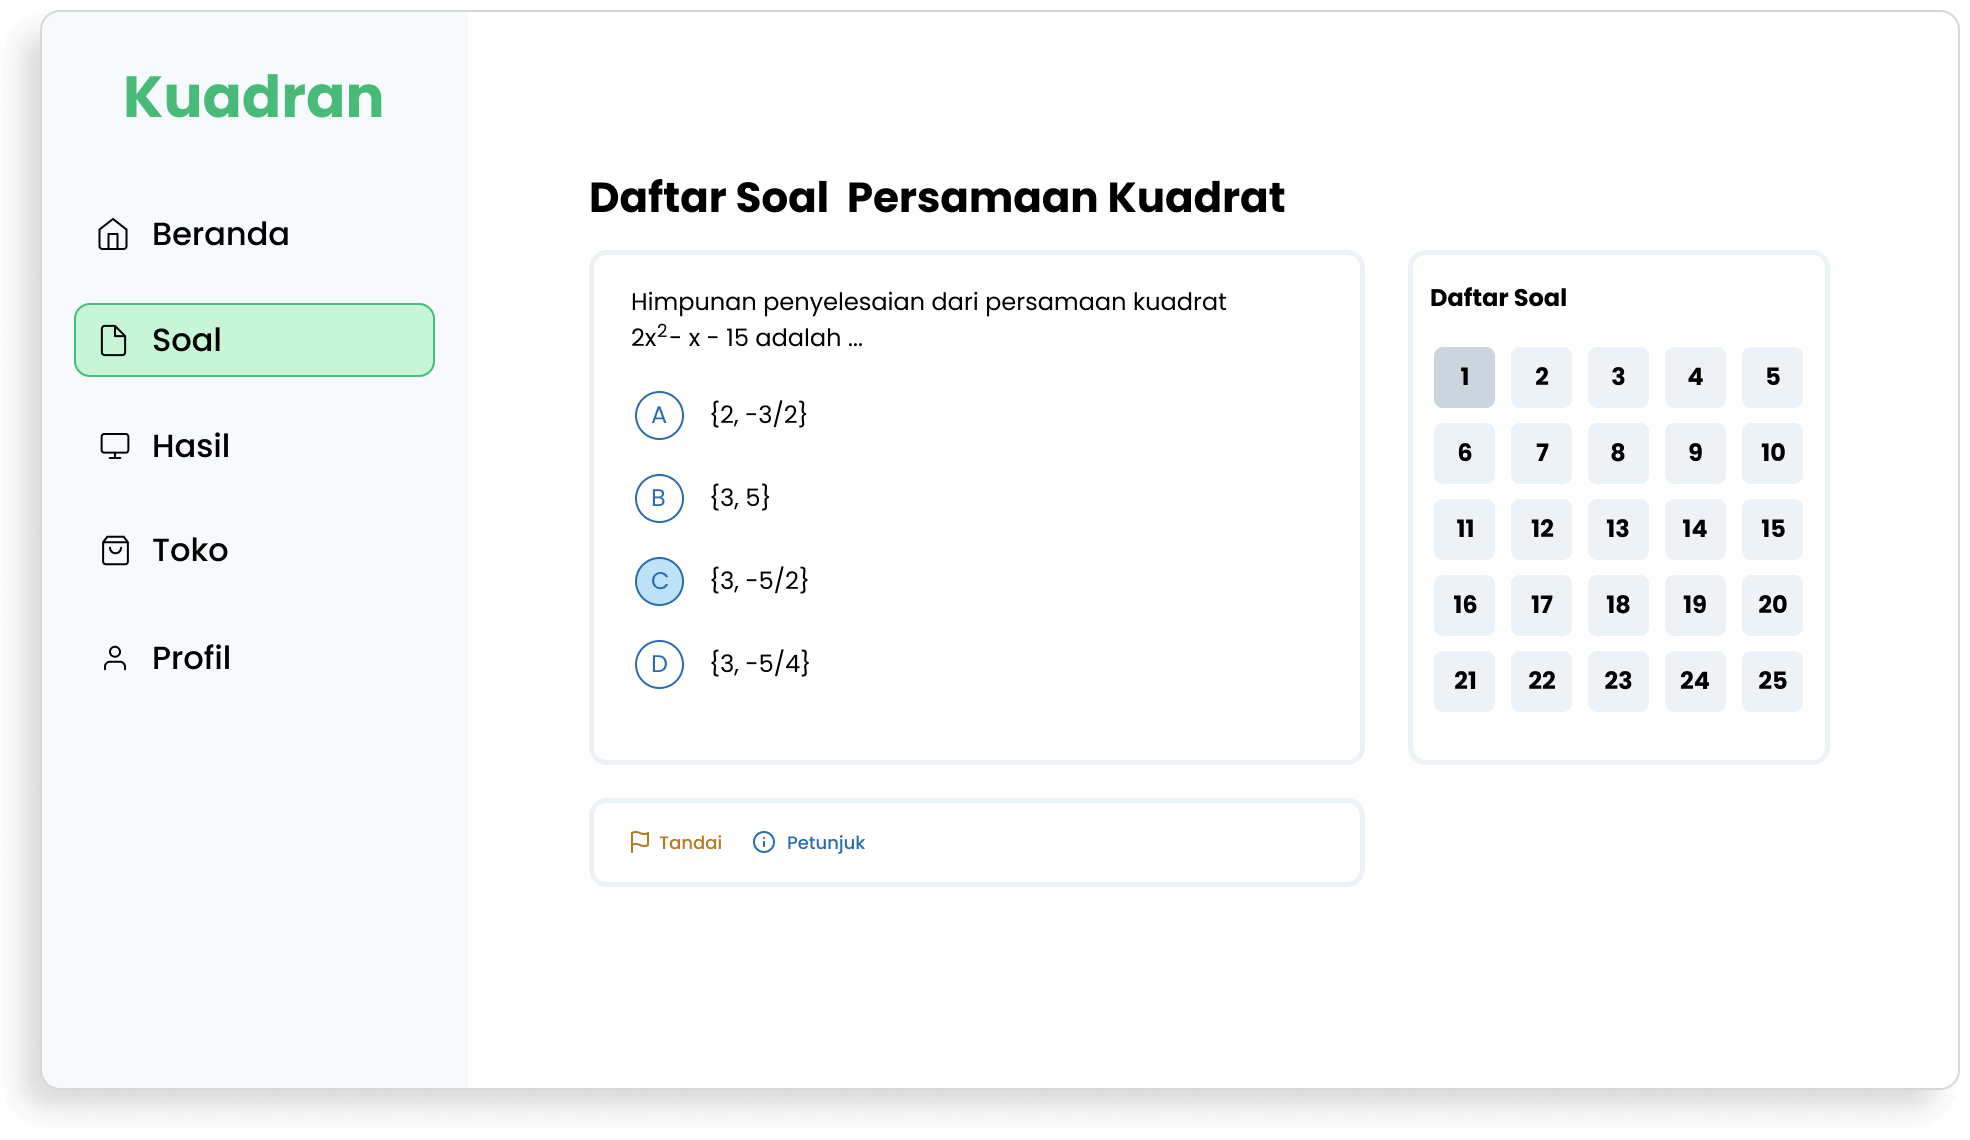 Kuadran
Beranda
Soal
Hasil
Toko
Profil
Daftar Soal  Persamaan Kuadrat
Himpunan penyelesaian dari persamaan kuadrat
2x²- x - 15 adalah ...
A {2, -3/2}
B {3, 5}
C {3, -5/2}
D {3, -5/4}
Tandai Petunjuk
Daftar Soal
1 2 3 4 5
6 7 8 9 10
11 12 13 14 15
16 17 18 19 20
21 22 23 24 25